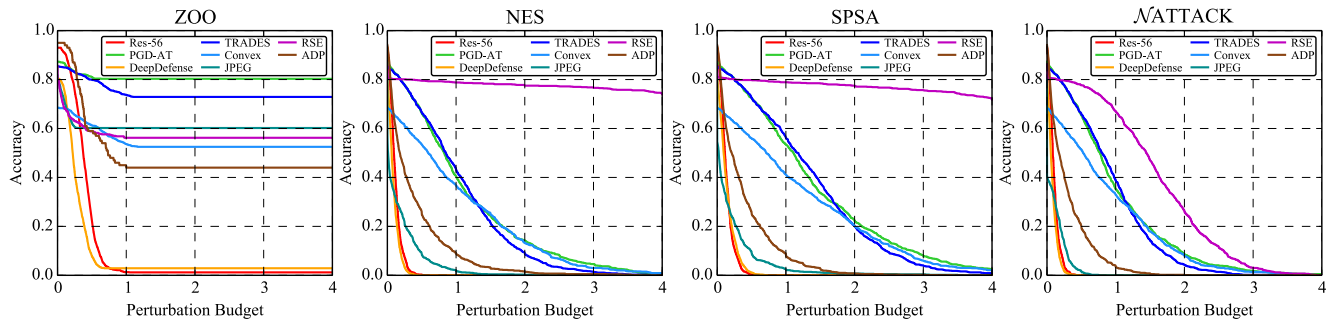 ZOO
Res-56 TRADES RSE
PGD-AT Convex ADP
DeepDefense JPEG
Accuracy
1.0
0.8
0.6
0.4
0.2
0.0
0 1 2 3 4
Perturbation Budget
NES
Res-56 TRADES RSE
PGD-AT Convex ADP
DeepDefense JPEG
Accuracy
1.0
0.8
0.6
0.4
0.2
0.0
0 1 2 3 4
Perturbation Budget
SPSA
Res-56 TRADES RSE
PGD-AT Convex ADP
DeepDefense JPEG
Accuracy
1.0
0.8
0.6
0.4
0.2
0.0
0 1 2 3 4
Perturbation Budget
𝒩ATTACK
Res-56 TRADES RSE
PGD-AT Convex ADP
DeepDefense JPEG
Accuracy
1.0
0.8
0.6
0.4
0.2
0.0
0 1 2 3 4
Perturbation Budget